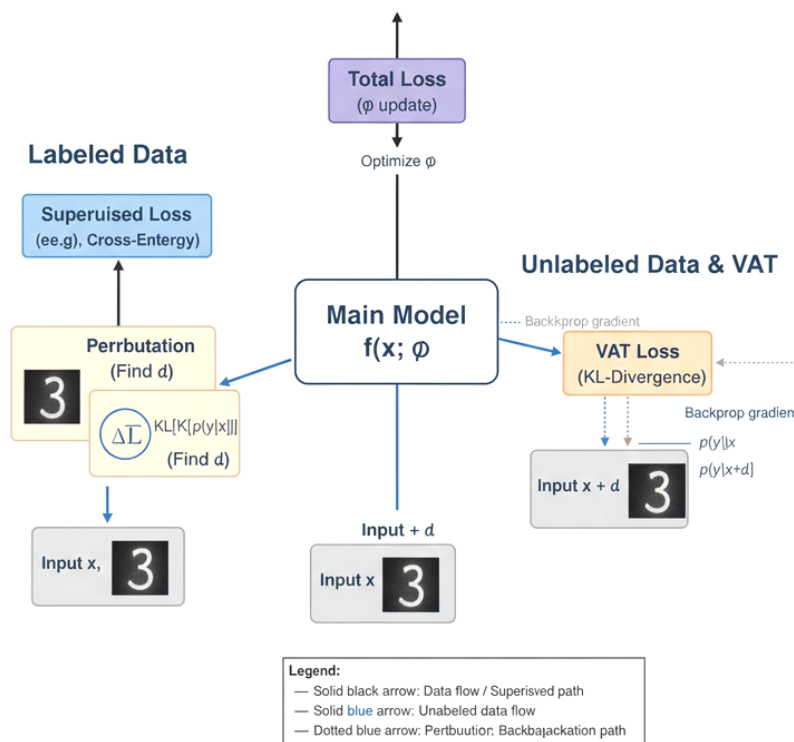 Total Loss
(φ update)
Optimize φ
Labeled Data
Superuised Loss
(ee.g), Cross-Entergy)
Unlabeled Data & VAT
Main Model
f(x; φ
Backkprop gradient
Perrbutation
(Find d)
3
ΔL̅ KL[K[p(y|x]]]
(Find d)
VAT Loss
(KL-Divergence)
Backprop gradien
p(y||x
p(y|x+d]
Input x + d 3
Input x, 3
Input + d
Input x 3
Legend:
— Solid black arrow: Data flow / Superisved path
— Solid blue arrow: Unabeled data flow
— Dotted blue arrow: Pertbuution: Backbajackation path